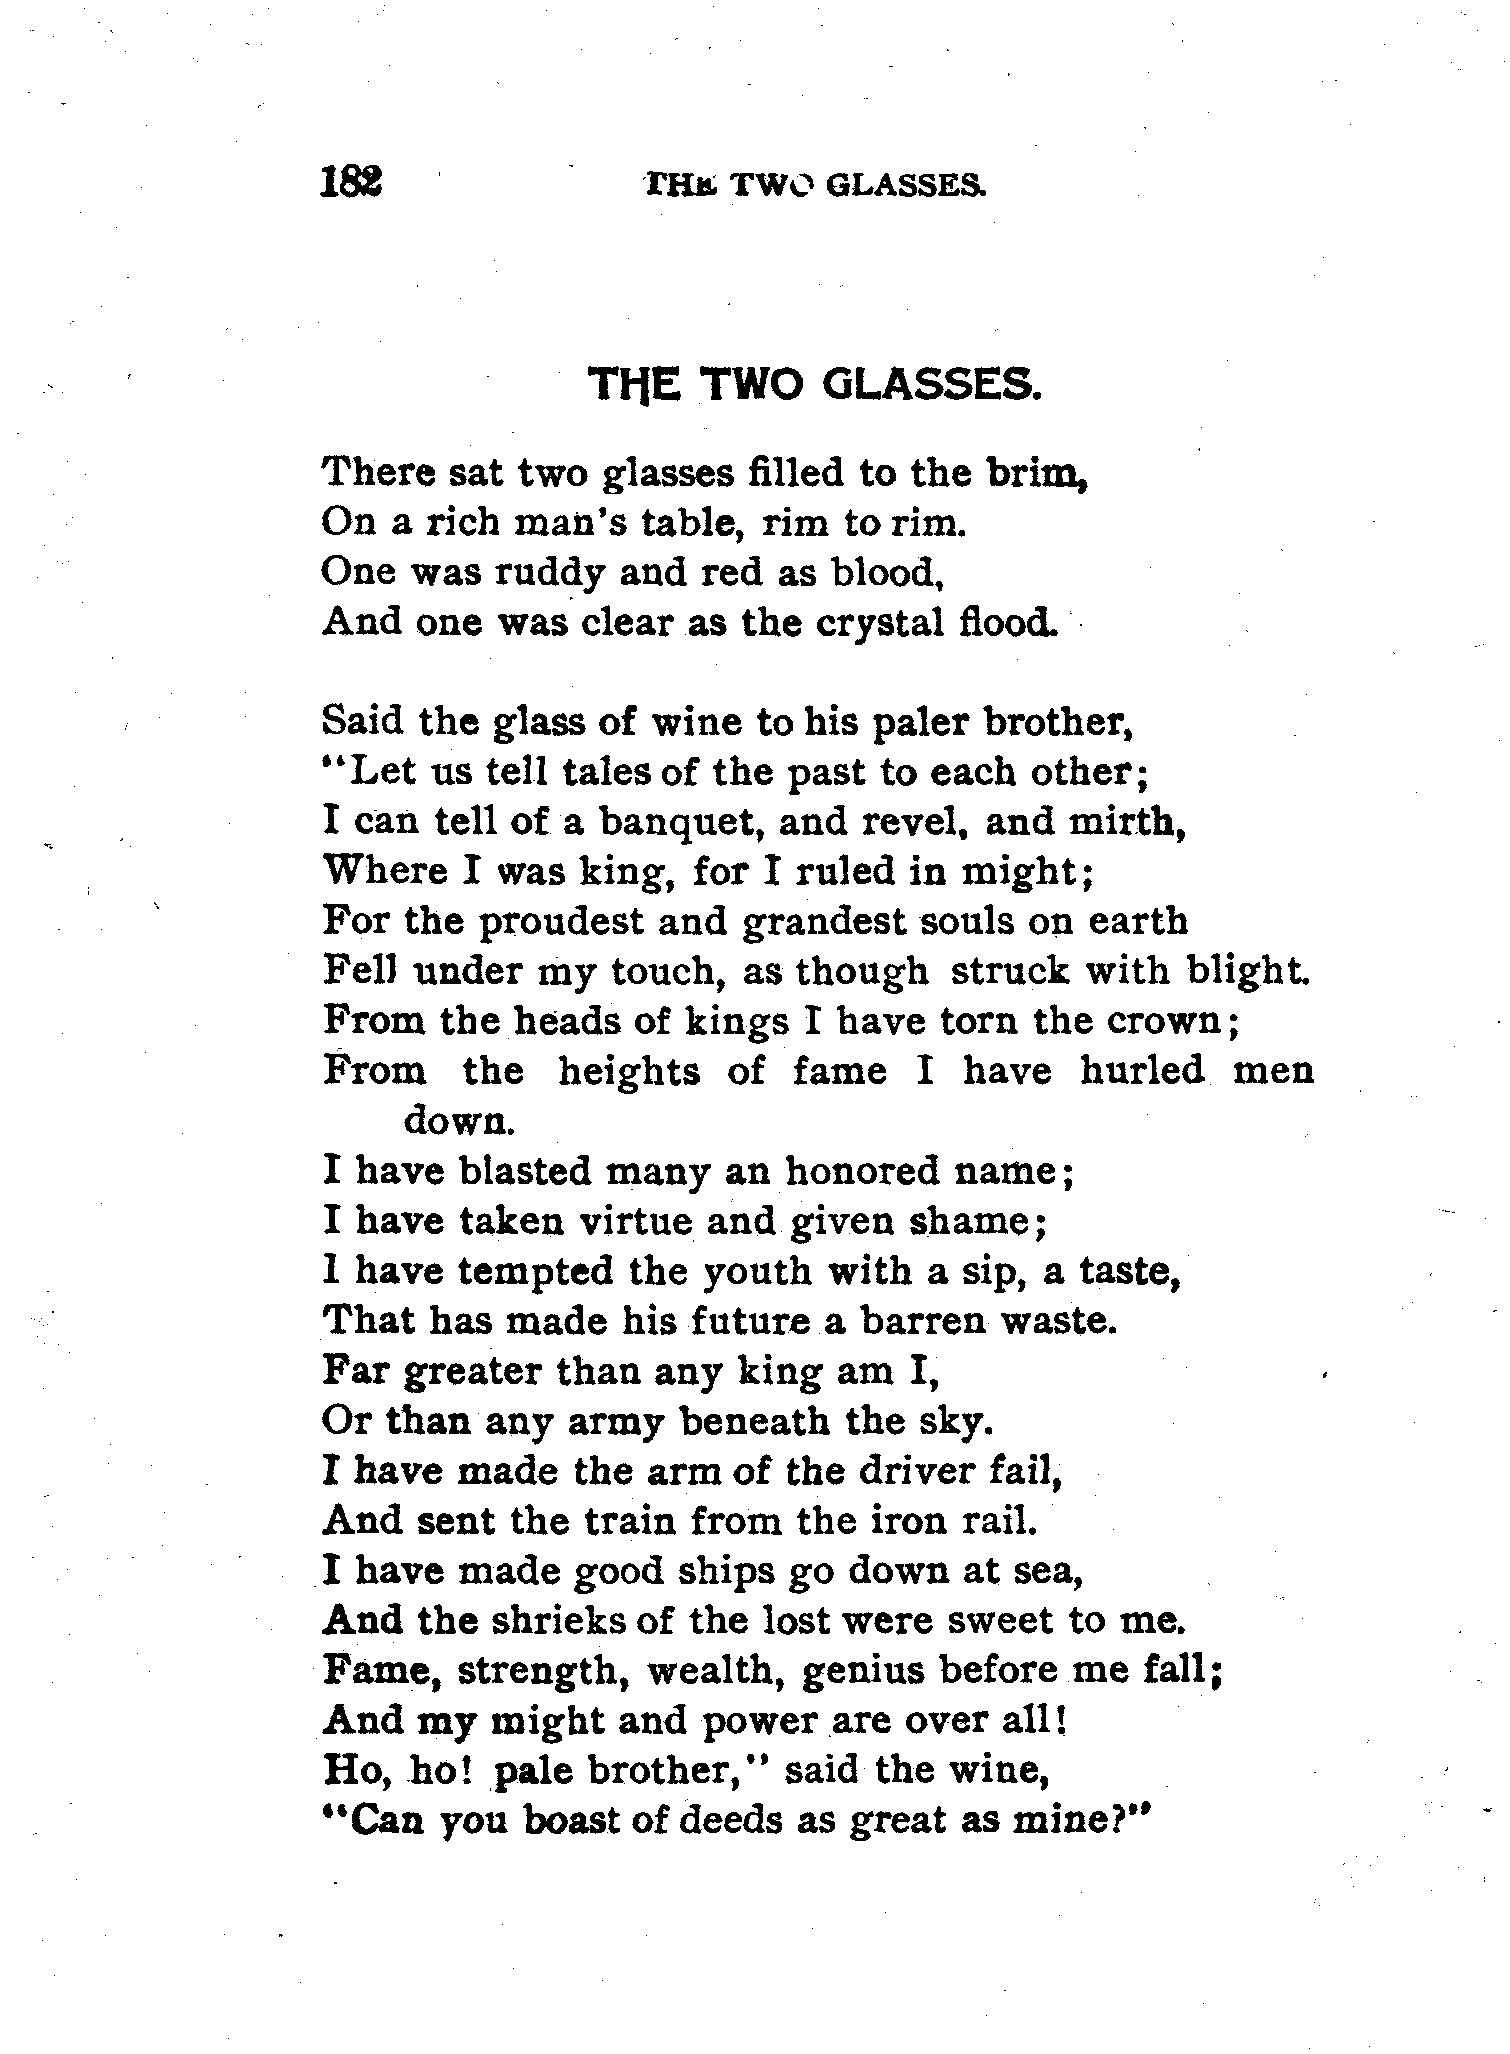 182 THE TWO GLASSES.
THE TWO GLASSES.
There sat two glasses filled to the brim,
On a rich man's table, rim to rim.
One was ruddy and red as blood,
And one was clear as the crystal flood.
Said the glass of wine to his paler brother,
"Let us tell tales of the past to each other;
I can tell of a banquet, and revel, and mirth,
Where I was king, for I ruled in might;
For the proudest and grandest souls on earth
Fell under my touch, as though struck with blight.
From the heads of kings I have torn the crown;
From the heights of fame I have hurled men
down.
I have blasted many an honored name;
I have taken virtue and given shame;
I have tempted the youth with a sip, a taste,
That has made his future a barren waste.
Far greater than any king am I,
Or than any army beneath the sky.
I have made the arm of the driver fail,
And sent the train from the iron rail.
I have made good ships go down at sea,
And the shrieks of the lost were sweet to me.
Fame, strength, wealth, genius before me fall;
And my might and power are over all!
Ho, ho! pale brother," said the wine,
"Can you boast of deeds as great as mine?"